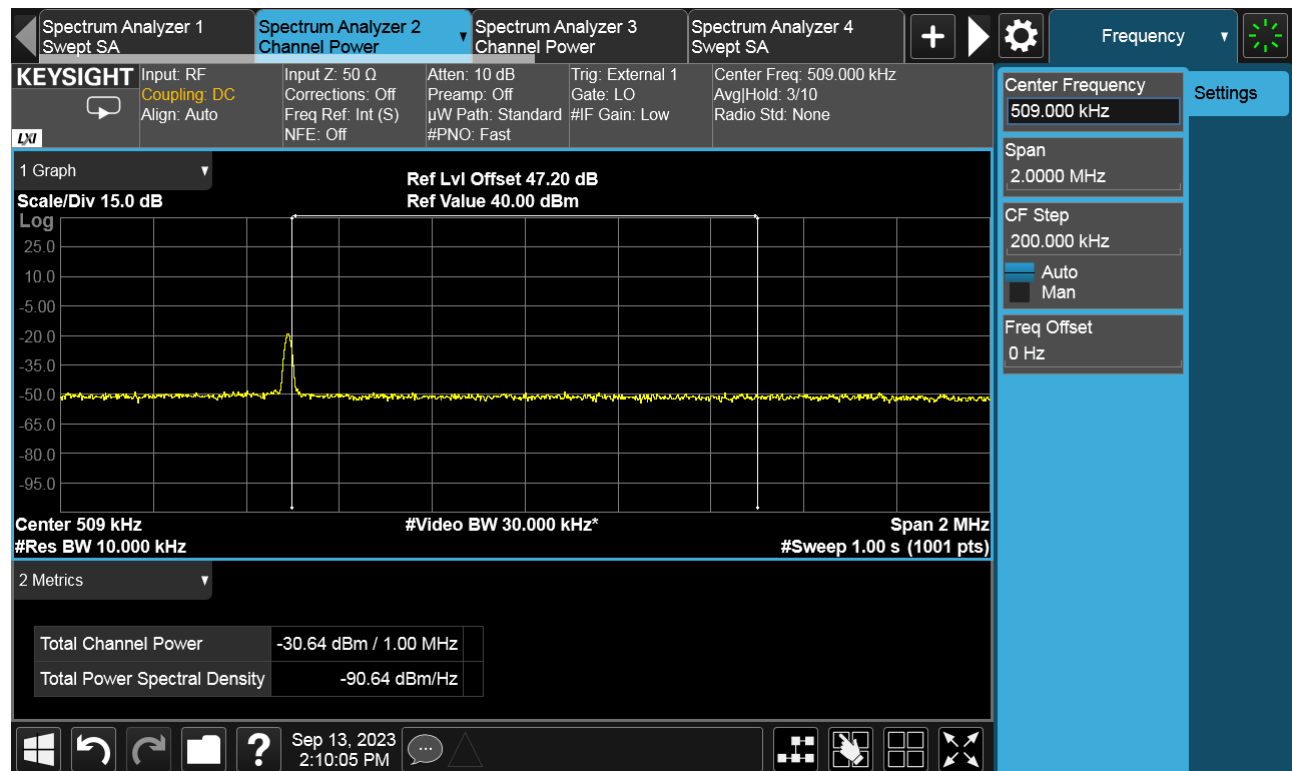 Spectrum Analyzer 1
Swept SA
Spectrum Analyzer 2
Channel Power
Spectrum Analyzer 3
Channel Power
Spectrum Analyzer 4
Swept SA
Frequency
KEYSIGHT
LXI
Input: RF
Coupling: DC
Align: Auto
Input Z: 50 Ω
Corrections: Off
Freq Ref: Int (S)
NFE: Off
Atten: 10 dB
Preamp: Off
µW Path: Standard
#PNO: Fast
Trig: External 1
Gate: LO
#IF Gain: Low
Center Freq: 509.000 kHz
Avg|Hold: 3/10
Radio Std: None
Center Frequency
509.000 kHz
Settings
Span
2.0000 MHz
CF Step
200.000 kHz
Auto
Man
Freq Offset
0 Hz
1 Graph
Ref Lvl Offset 47.20 dB
Scale/Div 15.0 dB
Ref Value 40.00 dBm
Log
25.0
10.0
-5.00
-20.0
-35.0
-50.0
-65.0
-80.0
-95.0
Center 509 kHz
#Video BW 30.000 kHz*
Span 2 MHz
#Res BW 10.000 kHz
#Sweep 1.00 s (1001 pts)
2 Metrics
Total Channel Power -30.64 dBm / 1.00 MHz
Total Power Spectral Density -90.64 dBm/Hz
?
Sep 13, 2023
2:10:05 PM